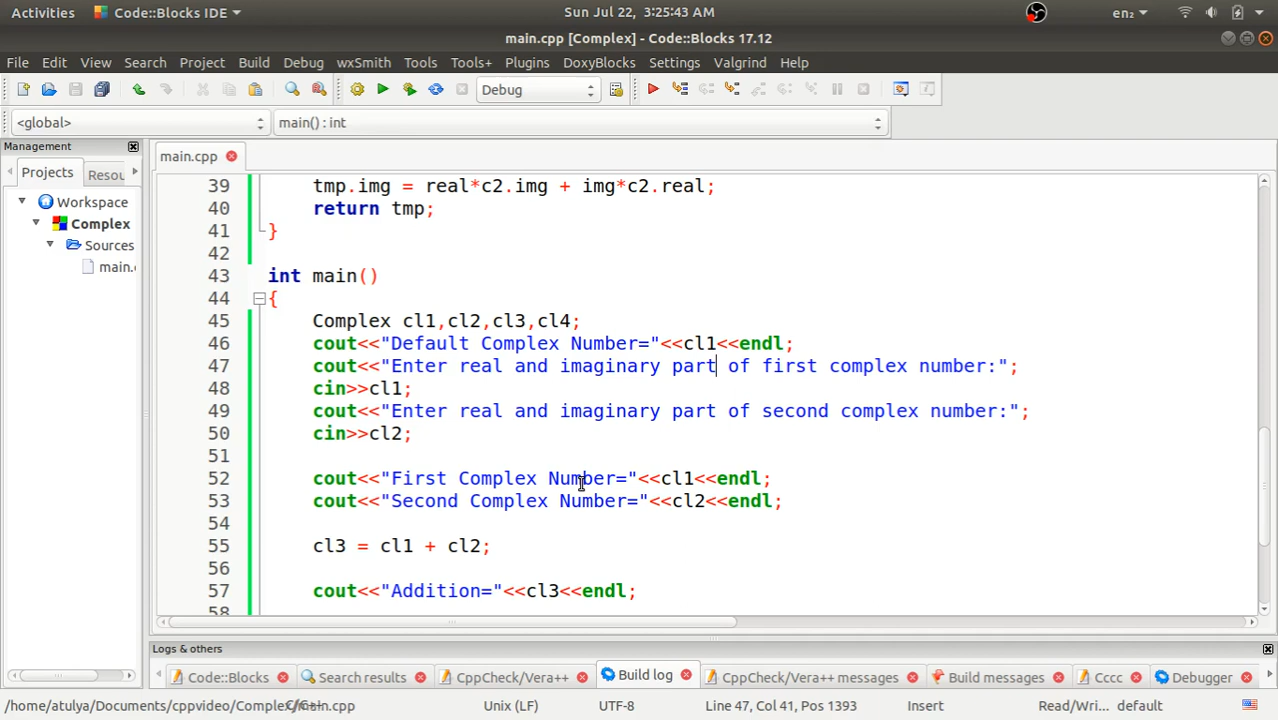 Activities Code::Blocks IDE Sun Jul 22, 3:25:43 AM en₂
main.cpp [Complex] - Code::Blocks 17.12
File Edit View Search Project Build Debug wxSmith Tools Tools+ Plugins DoxyBlocks Settings Valgrind Help
Debug
<global> main() : int
Management
Projects Resou
main.cpp
Workspace
Complex
Sources
main.c
39 tmp.img = real*c2.img + img*c2.real;
40 return tmp;
41 }
42
43 int main()
44 {
45 Complex cl1,cl2,cl3,cl4;
46 cout<<"Default Complex Number="<<cl1<<endl;
47 cout<<"Enter real and imaginary part of first complex number:";
48 cin>>cl1;
49 cout<<"Enter real and imaginary part of second complex number:";
50 cin>>cl2;
51
52 cout<<"First Complex Number="<<cl1<<endl;
53 cout<<"Second Complex Number="<<cl2<<endl;
54
55 cl3 = cl1 + cl2;
56
57 cout<<"Addition="<<cl3<<endl;
58
Logs & others
Code::Blocks Search results CppCheck/Vera++ Build log CppCheck/Vera++ messages Build messages Cccc Debugger
Unix (LF) UTF-8 Line 47, Col 41, Pos 1393 Insert Read/Wri... default